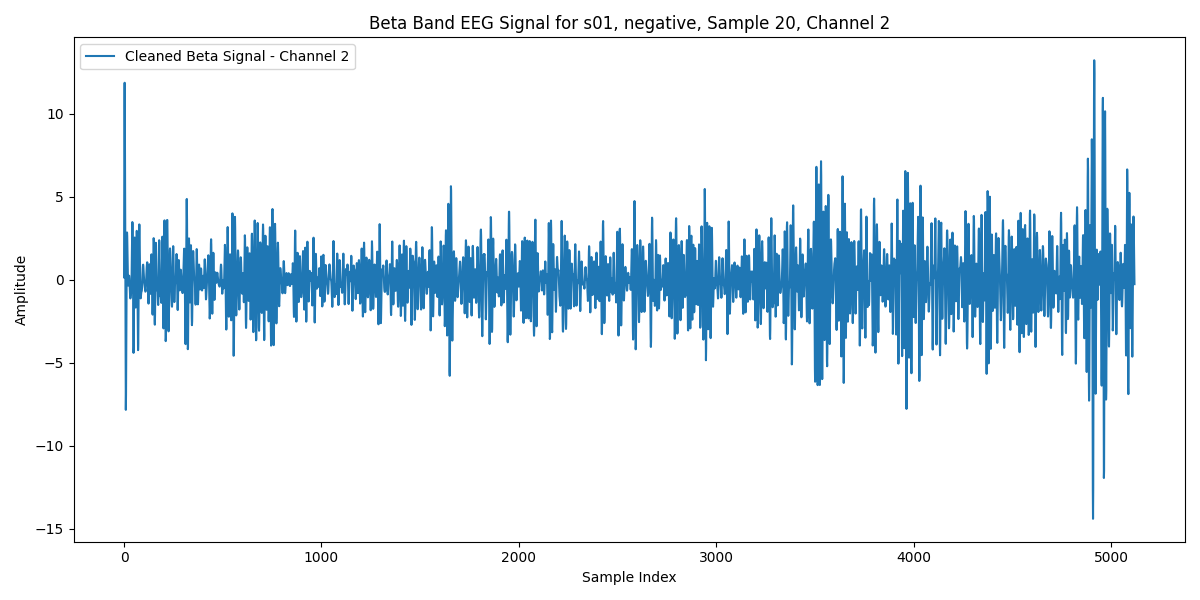 Beta Band EEG Signal for s01, negative, Sample 20, Channel 2
Cleaned Beta Signal - Channel 2
Amplitude
10
5
0
−5
−10
−15
0 1000 2000 3000 4000 5000
Sample Index